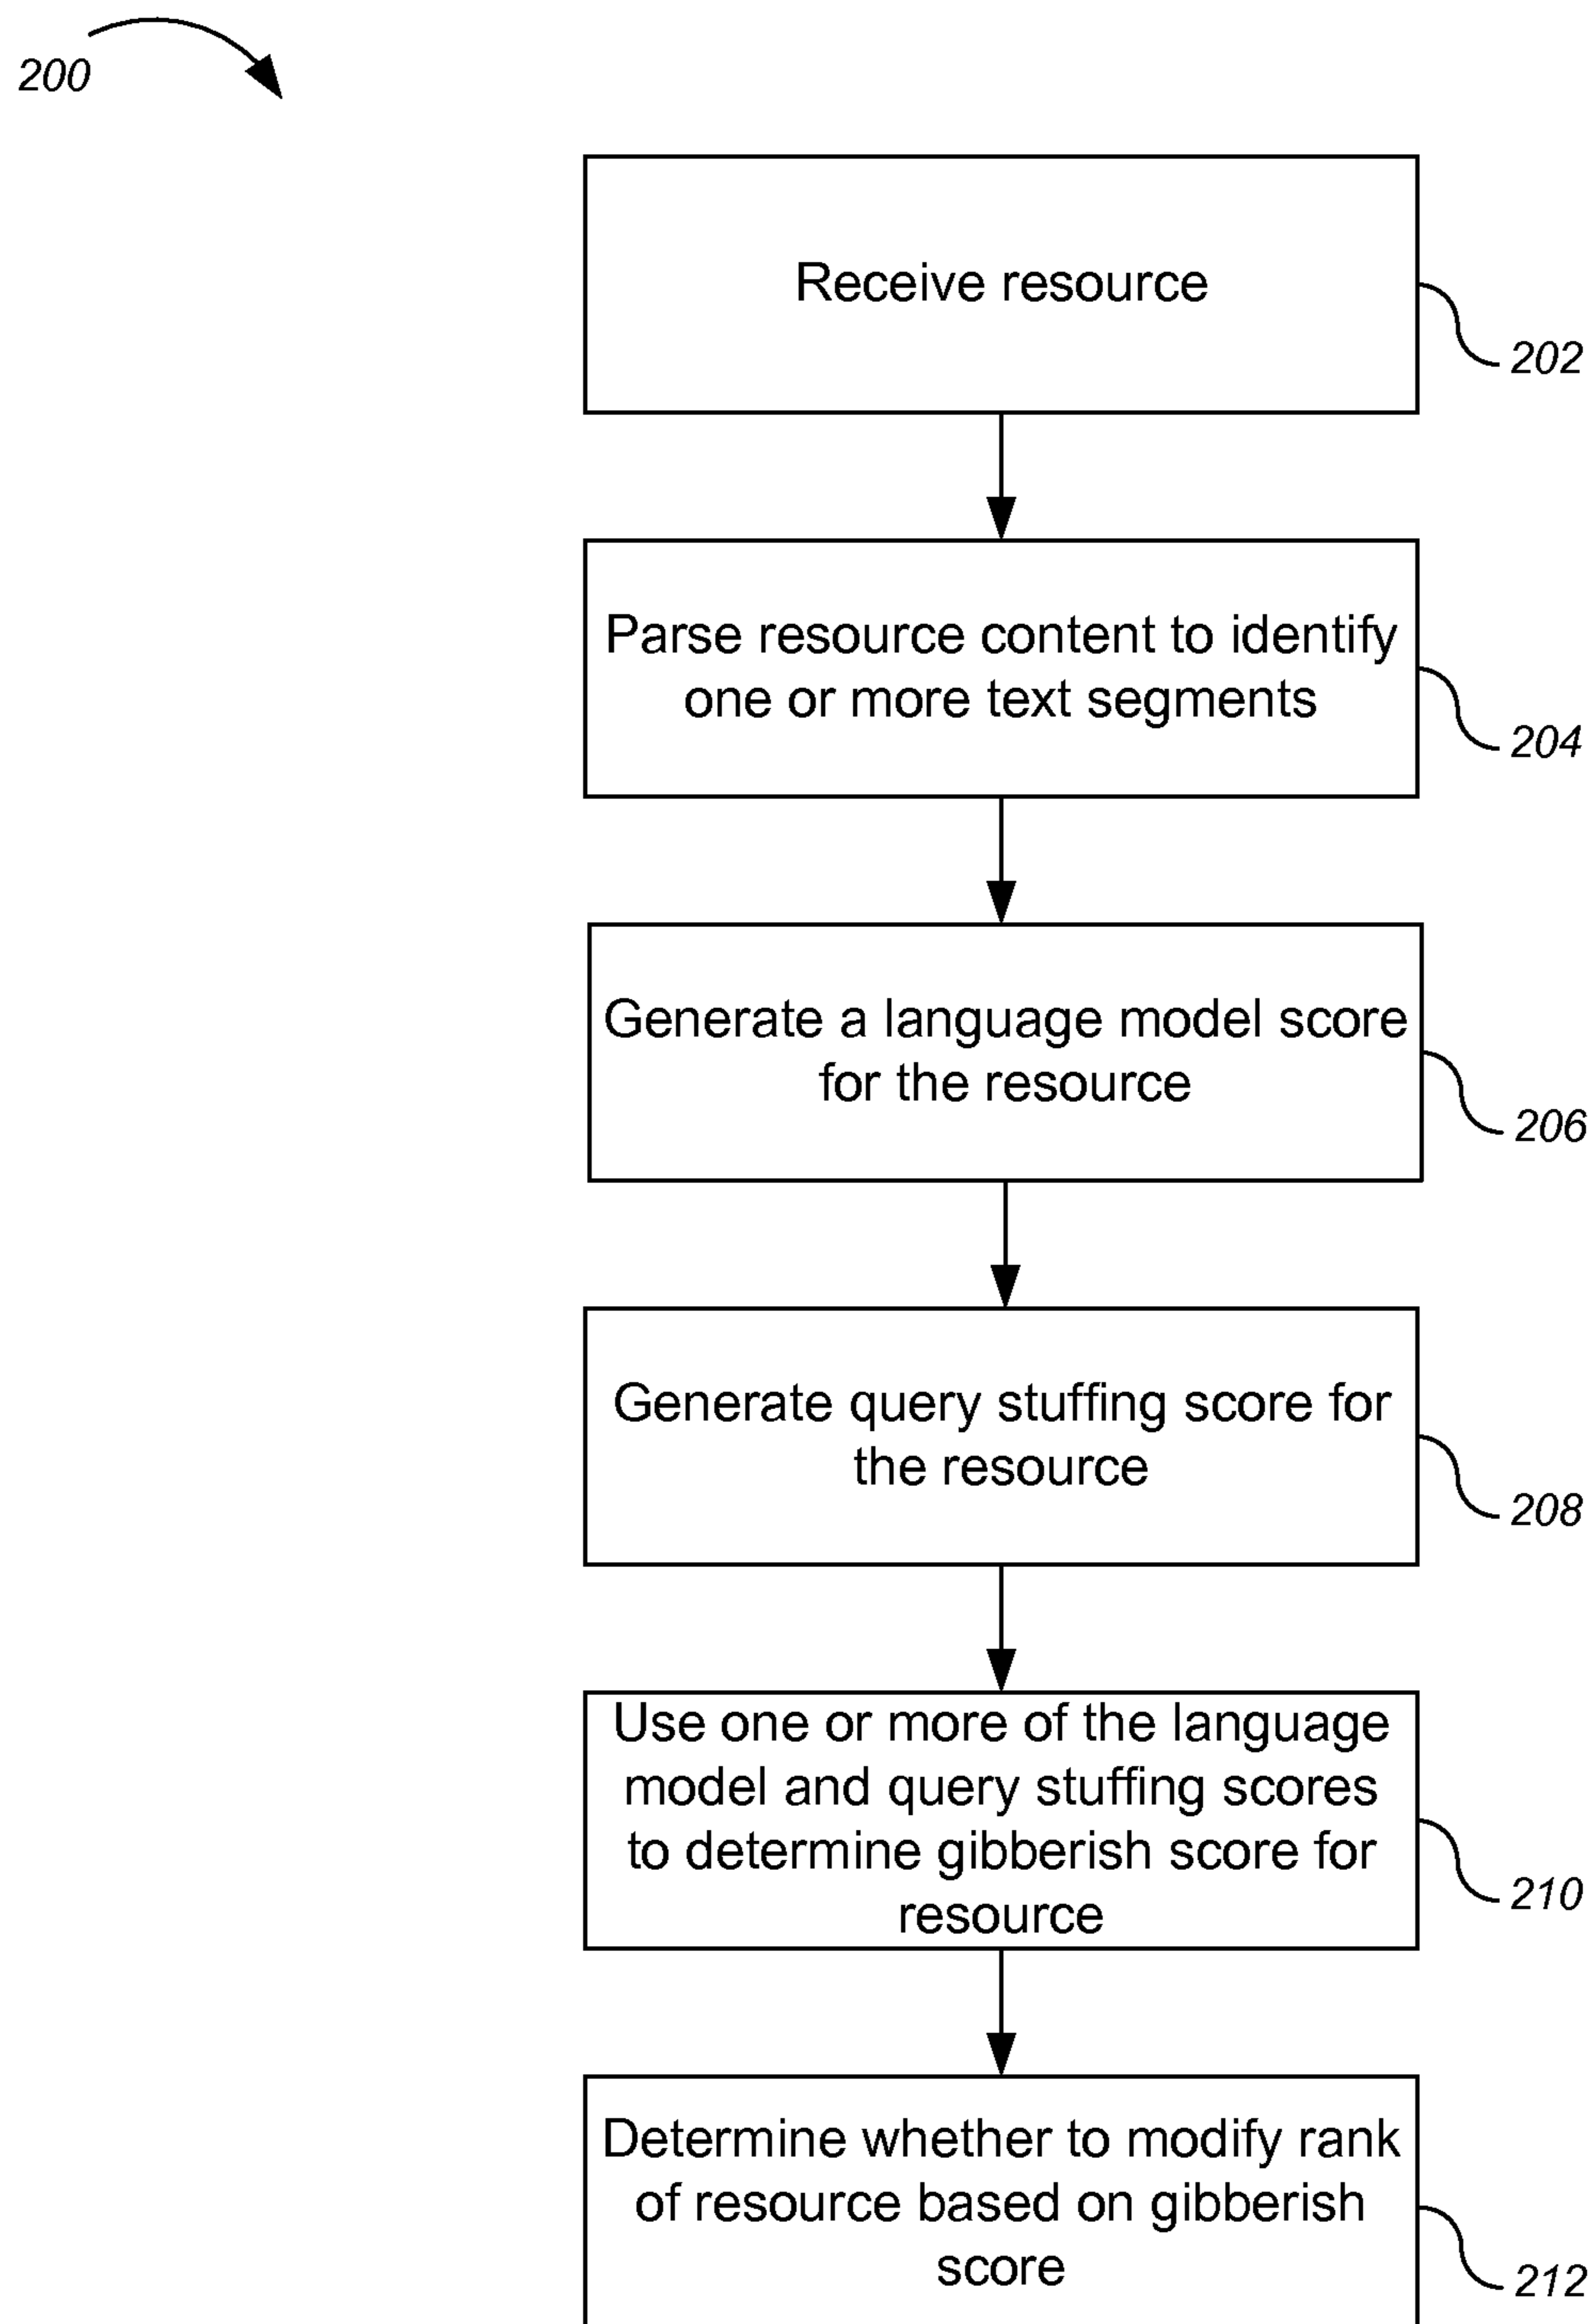 200
Receive resource
202
Parse resource content to identify
one or more text segments
204
Generate a language model score
for the resource
206
Generate query stuffing score for
the resource
208
Use one or more of the language
model and query stuffing scores
to determine gibberish score for
resource
210
Determine whether to modify rank
of resource based on gibberish
score
212